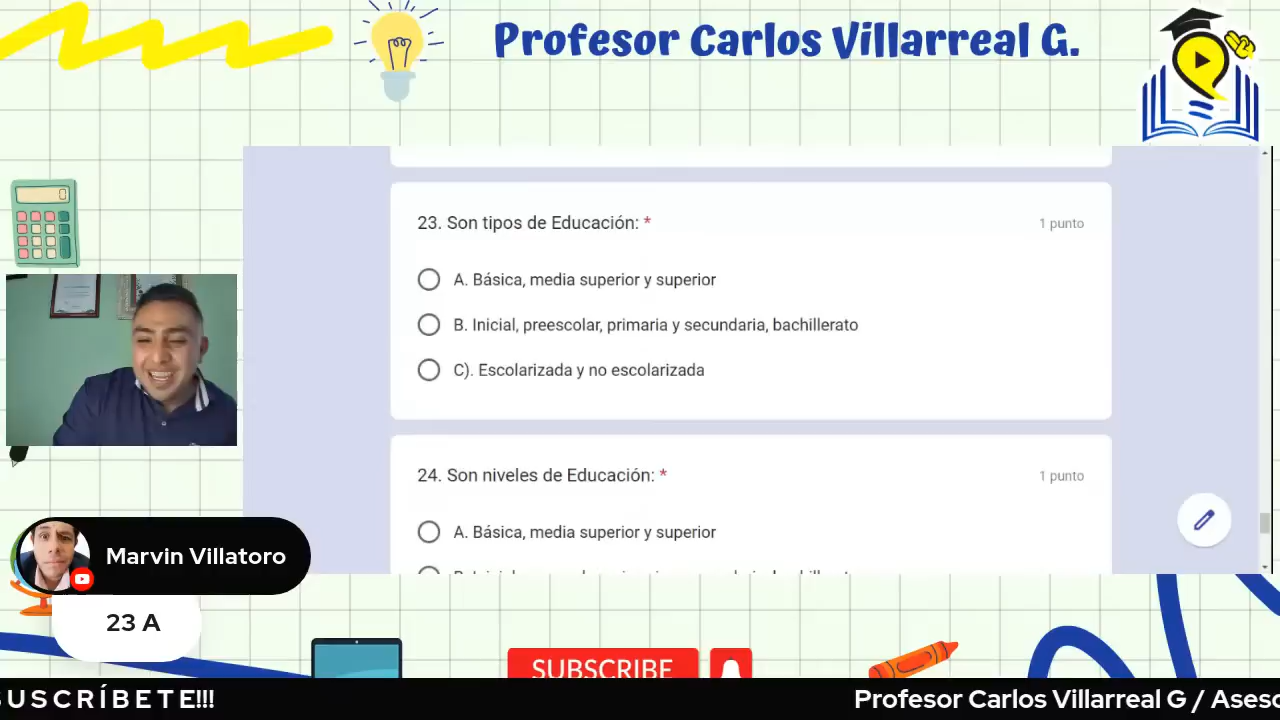 Profesor Carlos Villarreal G.
0
23. Son tipos de Educación: *
1 punto
A. Básica, media superior y superior
B. Inicial, preescolar, primaria y secundaria, bachillerato
C). Escolarizada y no escolarizada
24. Son niveles de Educación: *
1 punto
A. Básica, media superior y superior
Marvin Villatoro
23 A
SUBSCRIBE
SUSCRÍBETE!!!
Profesor Carlos Villarreal G / Aseso